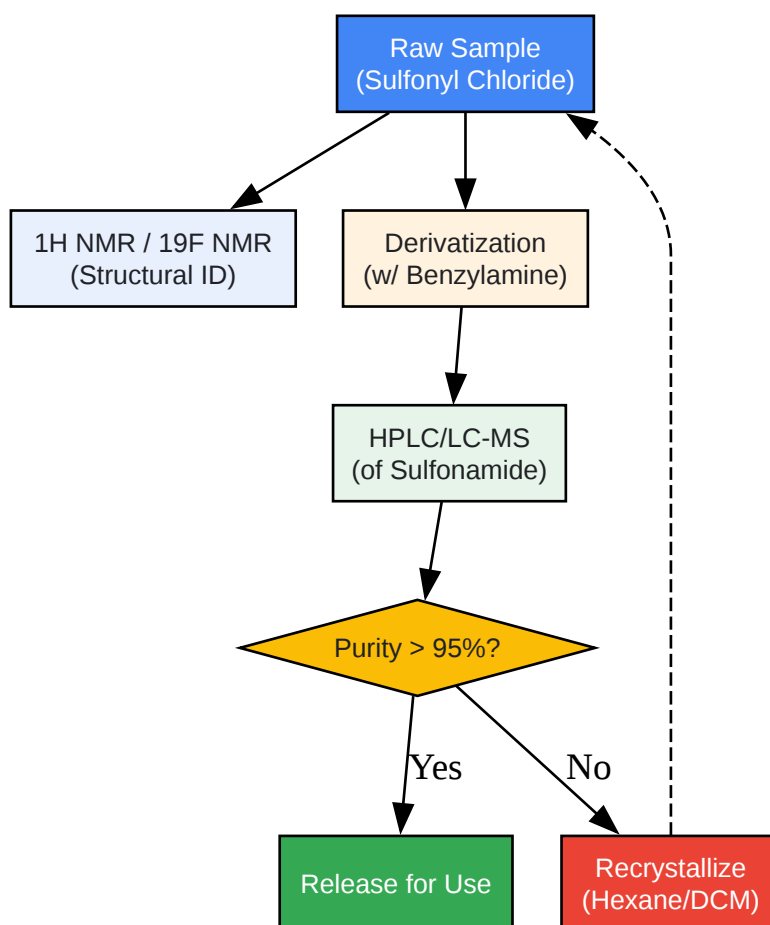 Raw Sample
(Sulfonyl Chloride)
1H NMR / 19F NMR
(Structural ID)
Derivatization
(w/ Benzylamine)
HPLC/LC-MS
(of Sulfonamide)
Purity > 95%?
Yes
No
Release for Use
Recrystallize
(Hexane/DCM)